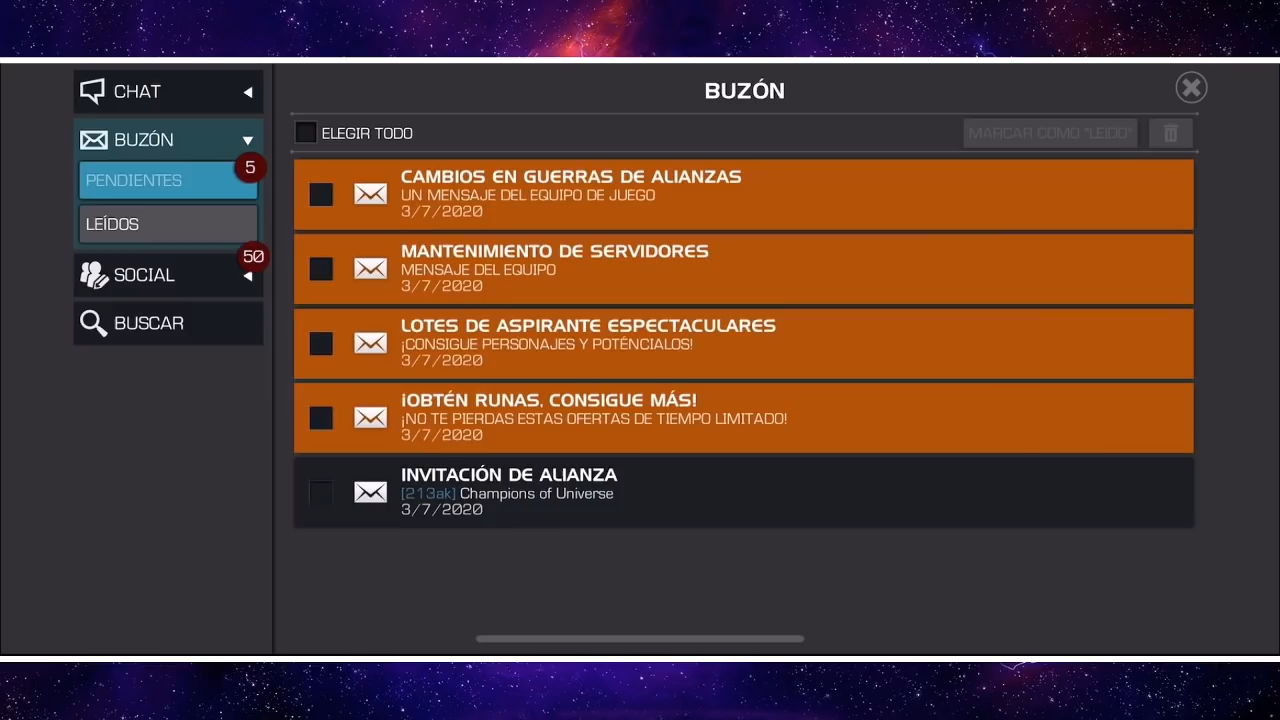 CHAT
BUZÓN
5
PENDIENTES
LEÍDOS
50
SOCIAL
BUSCAR
BUZÓN
ELEGIR TODO
MARCAR COMO "LEÍDO"
CAMBIOS EN GUERRAS DE ALIANZAS
UN MENSAJE DEL EQUIPO DE JUEGO
3/7/2020
MANTENIMIENTO DE SERVIDORES
MENSAJE DEL EQUIPO
3/7/2020
LOTES DE ASPIRANTE ESPECTACULARES
¡CONSIGUE PERSONAJES Y POTÉNCIALOS!
3/7/2020
¡OBTÉN RUNAS, CONSIGUE MÁS!
¡NO TE PIERDAS ESTAS OFERTAS DE TIEMPO LIMITADO!
3/7/2020
INVITACIÓN DE ALIANZA
[213ak] Champions of Universe
3/7/2020